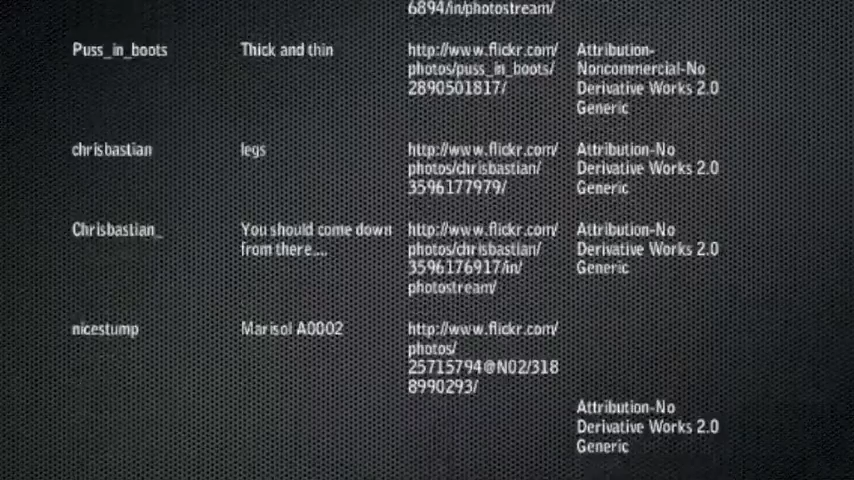 6894/in/photostream/
Puss_in_boots
Thick and thin
http://www.flickr.com/
photos/puss_in_boots/
2890501817/
Attribution-
Noncommercial-No
Derivative Works 2.0
Generic
chrisbastian
legs
http://www.flickr.com/
photos/chrisbastian/
3596177979/
Attribution-No
Derivative Works 2.0
Generic
Chrisbastian_
You should come down
from there....
http://www.flickr.com/
photos/chrisbastian/
3596176917/in/
photostream/
Attribution-No
Derivative Works 2.0
Generic
nicestump
Marisol A0002
http://www.flickr.com/
photos/
25715794@N02/318
8990293/
Attribution-No
Derivative Works 2.0
Generic